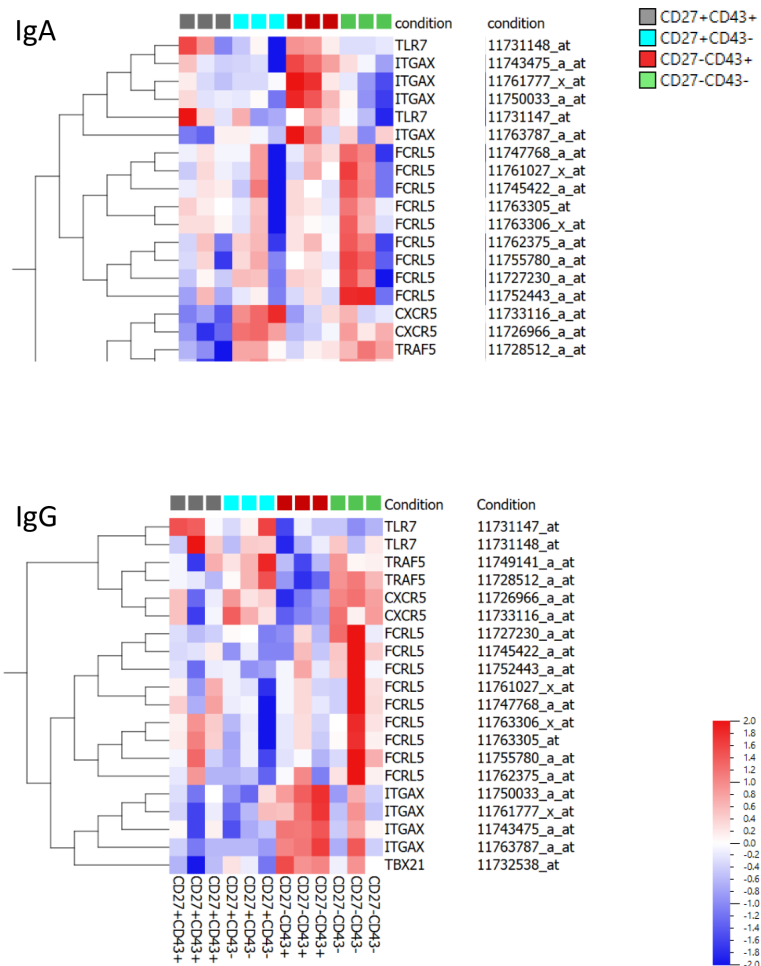 IgA
condition condition
TLR7 11731148_at
ITGAX 11743475_a_at
ITGAX 11761777_x_at
ITGAX 11750033_a_at
TLR7 11731147_at
ITGAX 11763787_a_at
FCRL5 11747768_a_at
FCRL5 11761027_x_at
FCRL5 11745422_a_at
FCRL5 11763305_at
FCRL5 11763306_x_at
FCRL5 11762375_a_at
FCRL5 11755780_a_at
FCRL5 11727230_a_at
FCRL5 11752443_a_at
CXCR5 11733116_a_at
CXCR5 11726966_a_at
TRAF5 11728512_a_at
CD27+CD43+
CD27+CD43-
CD27-CD43+
CD27-CD43-
IgG
Condition Condition
TLR7 11731147_at
TLR7 11731148_at
TRAF5 11749141_a_at
TRAF5 11728512_a_at
CXCR5 11726966_a_at
CXCR5 11733116_a_at
FCRL5 11727230_a_at
FCRL5 11745422_a_at
FCRL5 11752443_a_at
FCRL5 11761027_x_at
FCRL5 11747768_a_at
FCRL5 11763306_x_at
FCRL5 11763305_at
FCRL5 11755780_a_at
FCRL5 11762375_a_at
ITGAX 11750033_a_at
ITGAX 11761777_x_at
ITGAX 11743475_a_at
ITGAX 11763787_a_at
TBX21 11732538_at
CD27+CD43+
CD27+CD43+
CD27+CD43+
CD27+CD43-
CD27+CD43-
CD27+CD43-
CD27-CD43+
CD27-CD43+
CD27-CD43+
CD27-CD43-
CD27-CD43-
CD27-CD43-
2.0
1.8
1.6
1.4
1.2
1.0
0.8
0.6
0.4
0.2
0.0
-0.2
-0.4
-0.6
-0.8
-1.0
-1.2
-1.4
-1.6
-1.8
-2.0